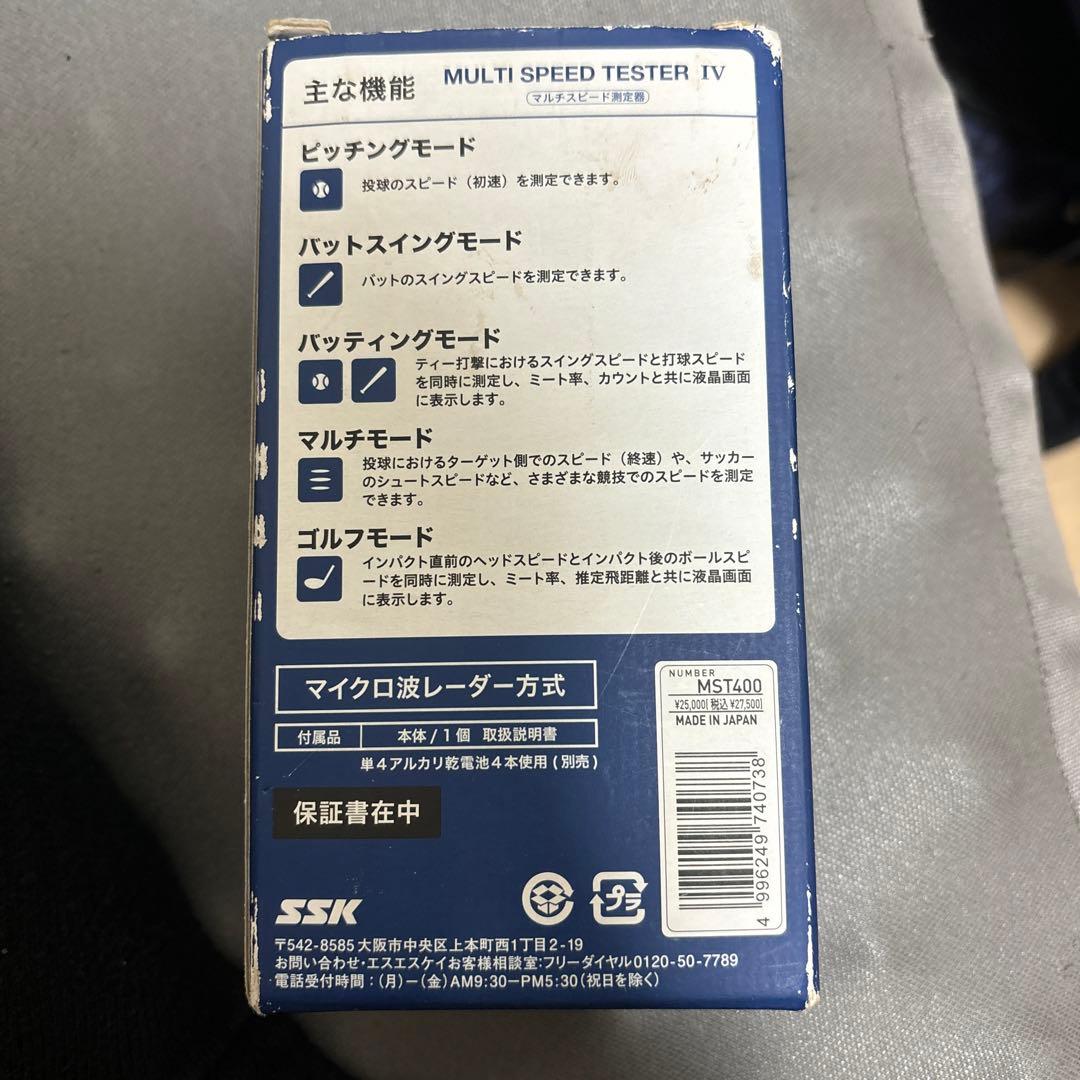 主な機能 MULTI SPEED TESTER IV
マルチスピード測定器
ピッチングモード
投球のスピード（初速）を測定できます。
バットスイングモード
バットのスイングスピードを測定できます。
バッティングモード
ティー打撃におけるスイングスピードと打球スピード
を同時に測定し、ミート率、カウントと共に液晶画面
に表示します。
マルチモード
投球におけるターゲット側でのスピード（終速）や、サッカー
のシュートスピードなど、さまざまな競技でのスピードを測定
できます。
ゴルフモード
インパクト直前のヘッドスピードとインパクト後のボールスピ
ードを同時に測定し、ミート率、推定飛距離と共に液晶画面
に表示します。
マイクロ波レーダー方式
付属品 本体/1個 取扱説明書
単4アルカリ乾電池4本使用(別売)
保証書在中
NUMBER
MST400
¥25,000[税込¥27,500]
MADE IN JAPAN
4 996249 740738
SSK
プラ
〒542-8585 大阪市中央区上本町西1丁目2-19
お問い合わせ・エスエスケイお客様相談室:フリーダイヤル0120-50-7789
電話受付時間：(月)−(金)AM9:30−PM5:30(祝日を除く)